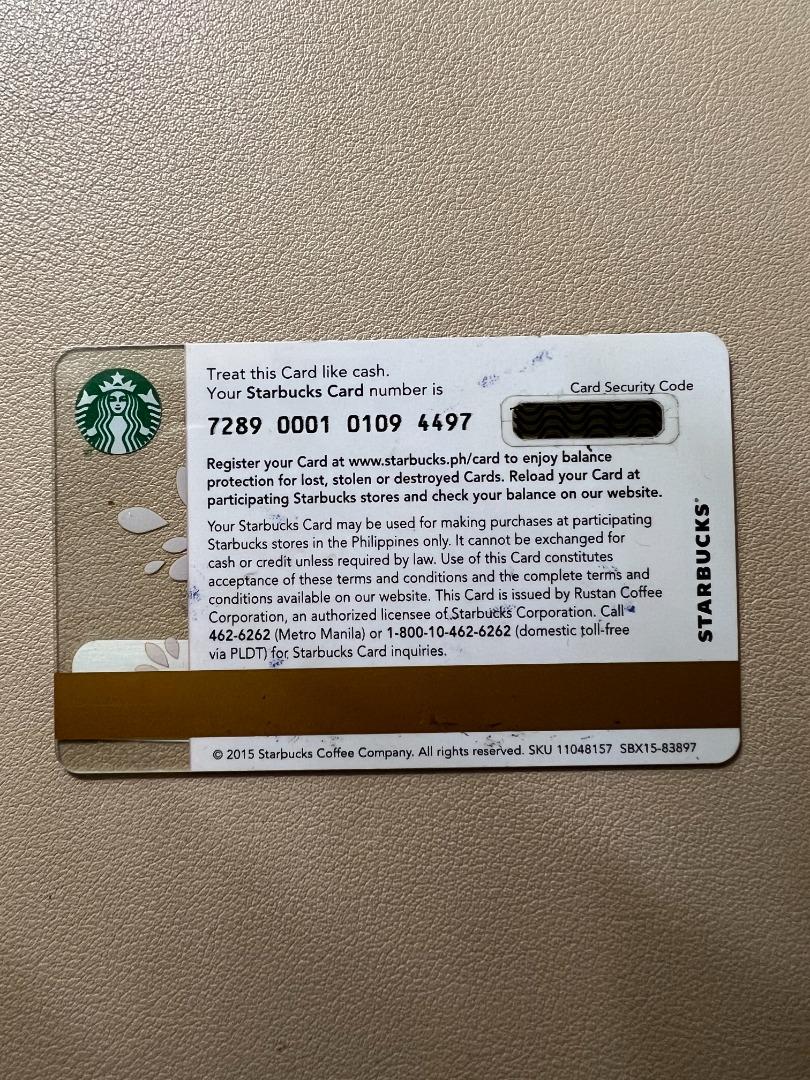 Treat this Card like cash.
Your Starbucks Card number is
Card Security Code
7289 0001 0109 4497
Register your Card at www.starbucks.ph/card to enjoy balance
protection for lost, stolen or destroyed Cards. Reload your Card at
participating Starbucks stores and check your balance on our website.
Your Starbucks Card may be used for making purchases at participating
Starbucks stores in the Philippines only. It cannot be exchanged for
cash or credit unless required by law. Use of this Card constitutes
acceptance of these terms and conditions and the complete terms and
conditions available on our website. This Card is issued by Rustan Coffee
Corporation, an authorized licensee of Starbucks Corporation. Call
462-6262 (Metro Manila) or 1-800-10-462-6262 (domestic toll-free
via PLDT) for Starbucks Card inquiries.
STARBUCKS®
© 2015 Starbucks Coffee Company. All rights reserved. SKU 11048157 SBX15-83897